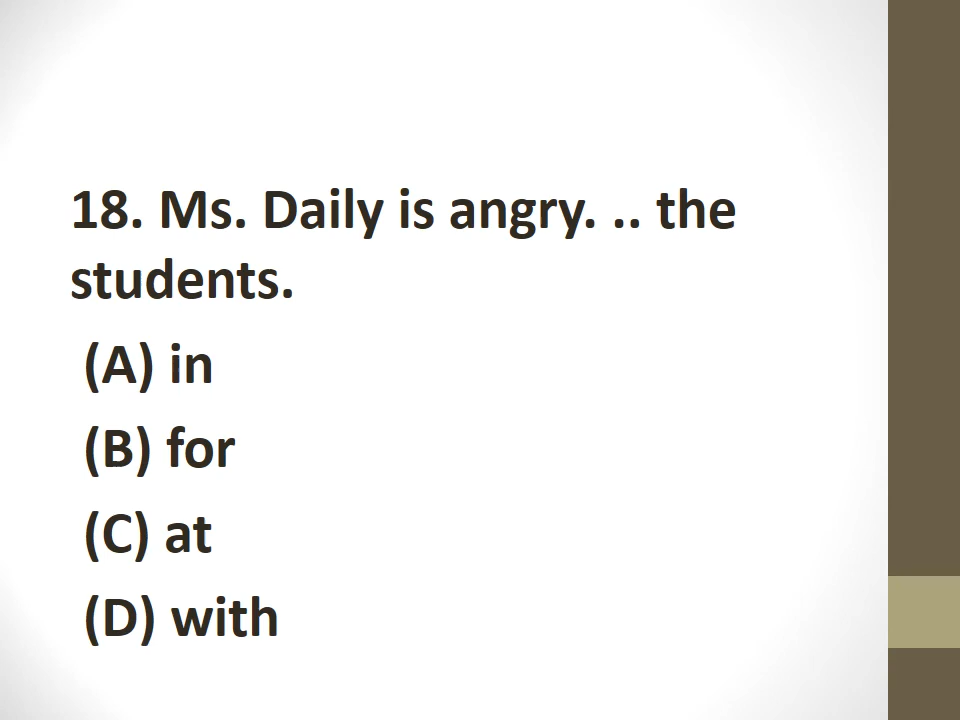 18. Ms. Daily is angry. .. the
students.
(A) in
(B) for
(C) at
(D) with